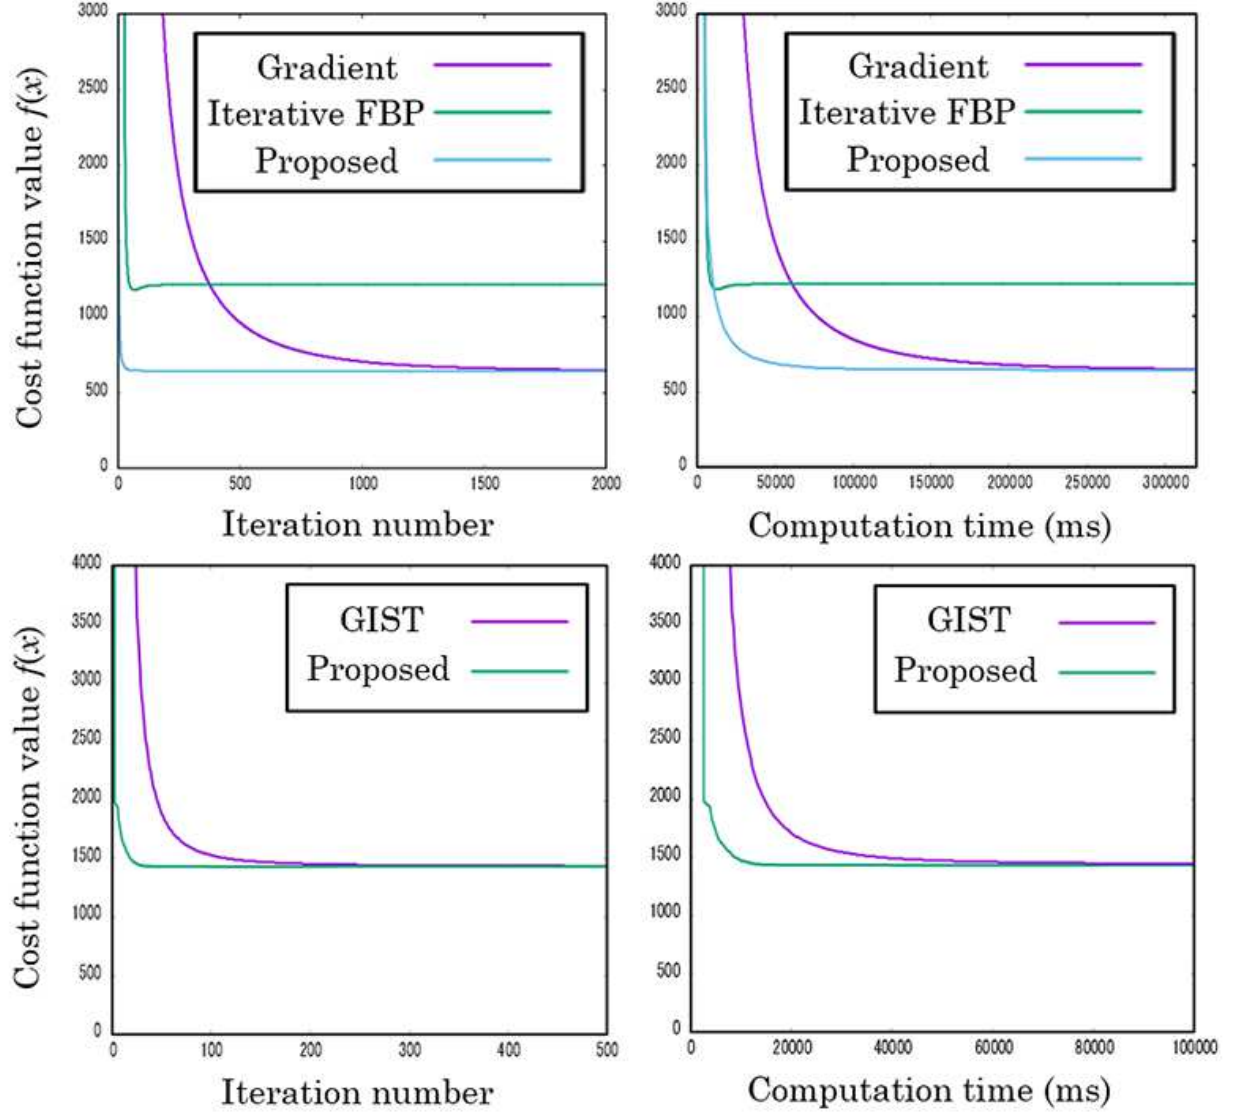 Cost function value f(x)
3000
2500
2000
1500
1000
500
0
Gradient
Iterative FBP
Proposed
0 500 1000 1500 2000
Iteration number
3000
2500
2000
1500
1000
500
0
Gradient
Iterative FBP
Proposed
0 50000 100000 150000 200000 250000 300000
Computation time (ms)
Cost function value f(x)
4000
3500
3000
2500
2000
1500
1000
500
0
GIST
Proposed
0 100 200 300 400 500
Iteration number
4000
3500
3000
2500
2000
1500
1000
500
0
GIST
Proposed
0 20000 40000 60000 80000 100000
Computation time (ms)